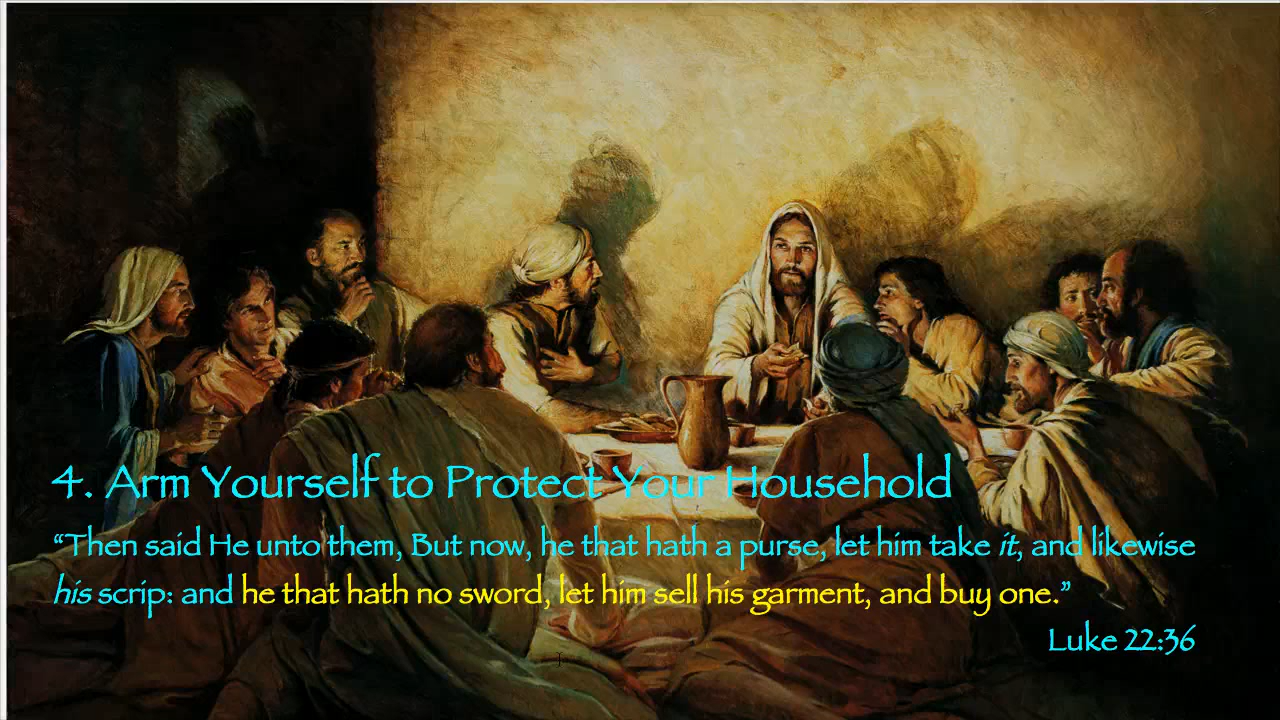 4. Arm Yourself to Protect Your Household
“Then said He unto them, But now, he that hath a purse, let him take it, and likewise
his scrip: and he that hath no sword, let him sell his garment, and buy one.”
Luke 22:36